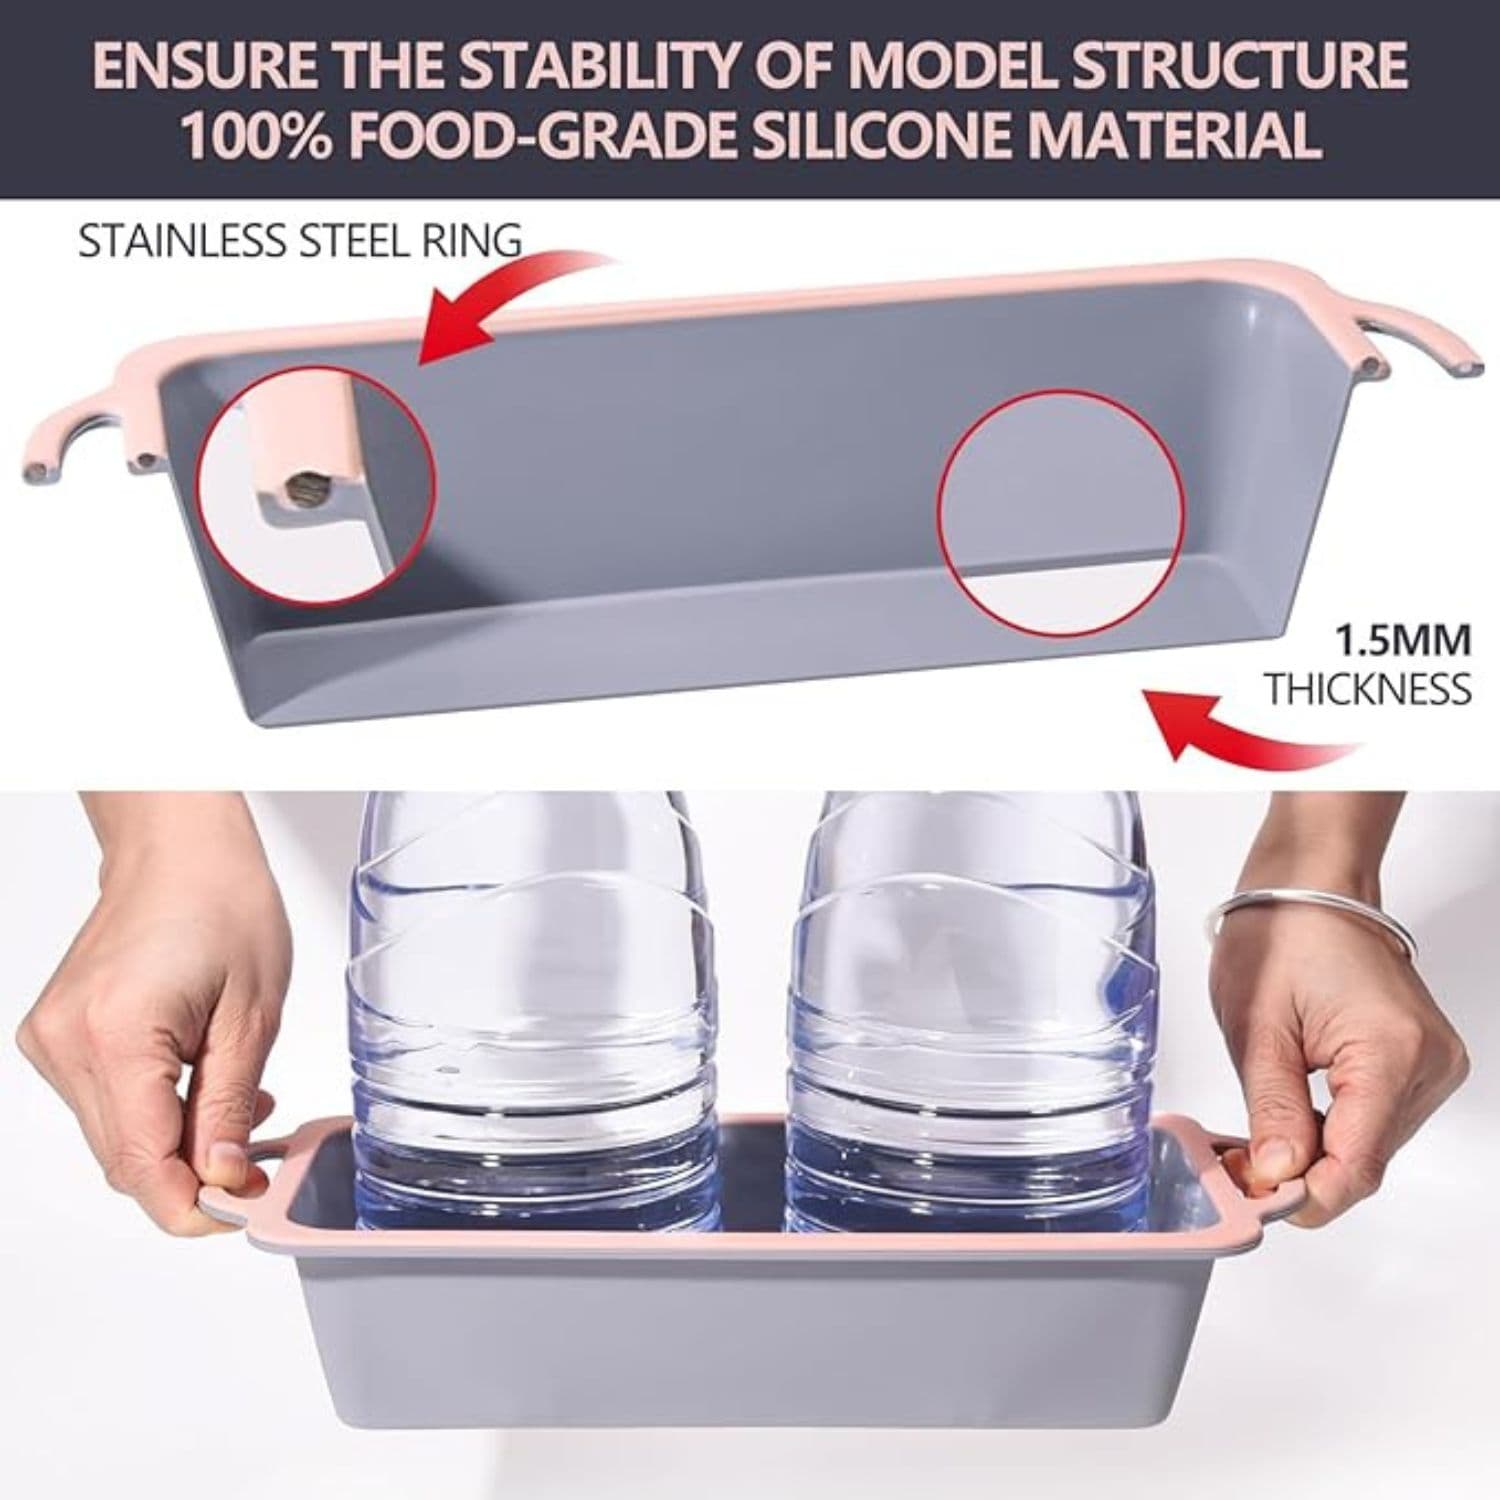 ENSURE THE STABILITY OF MODEL STRUCTURE
100% FOOD-GRADE SILICONE MATERIAL
STAINLESS STEEL RING
1.5MM
THICKNESS